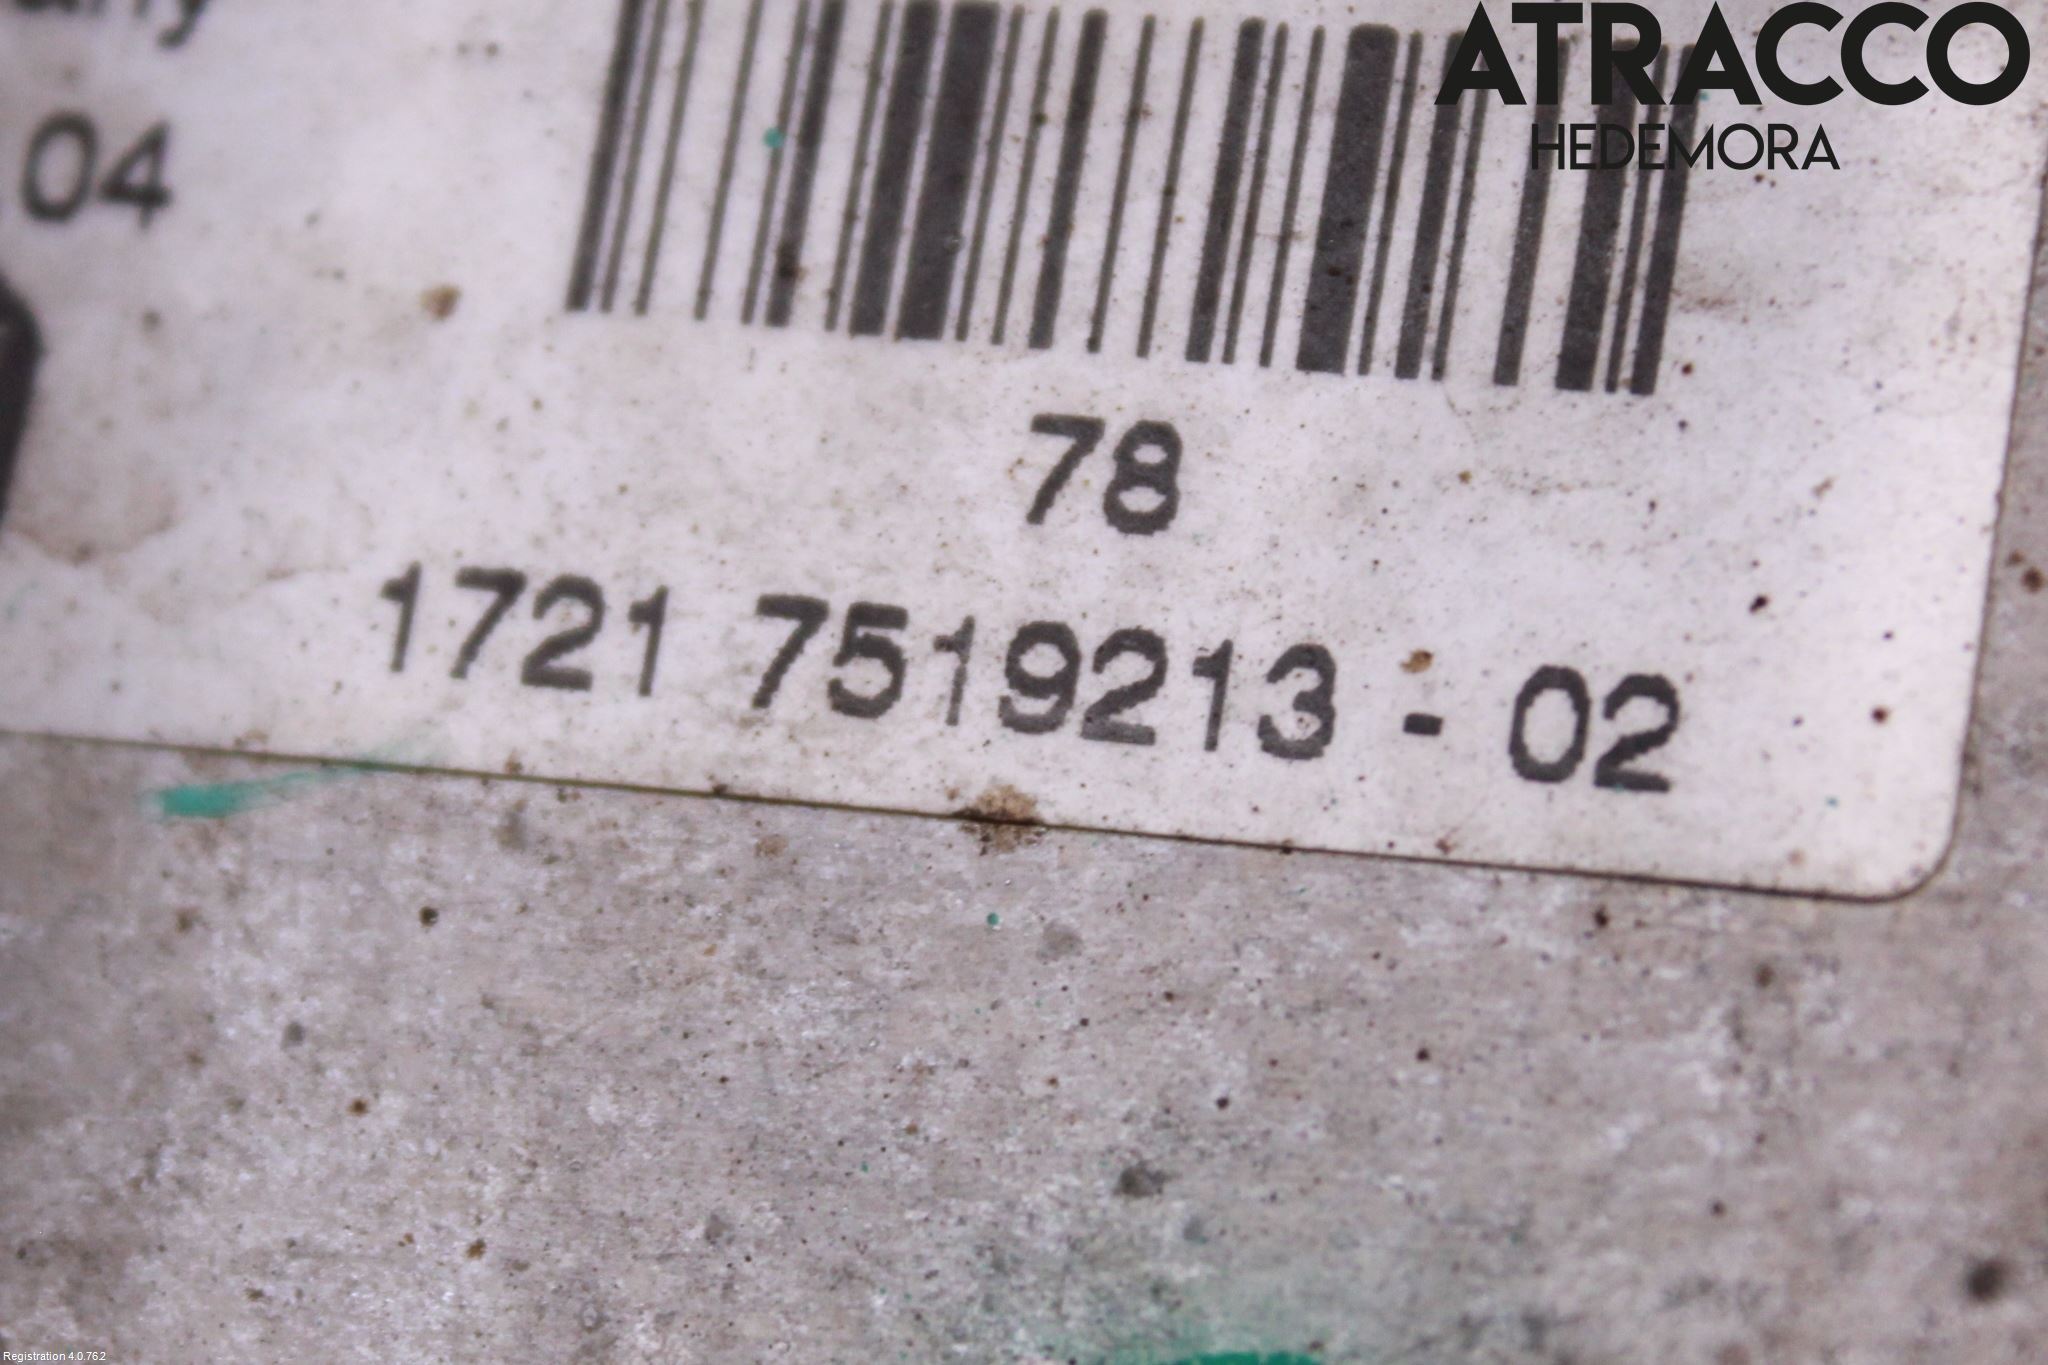 ATRACCO
HEDEMORA
04
78
1721 7519213 - 02
Registration 4.0.762